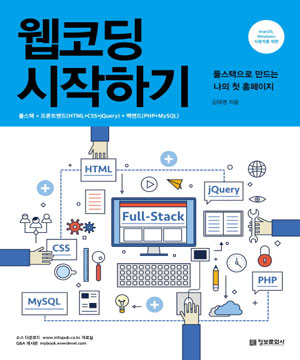 웹코딩
시작하기
macOS,
Windows
사용자를 위한
풀스택으로 만드는
나의 첫 홈페이지
김태영 지음
풀스택 = 프론트엔드(HTML+CSS+jQuery) + 백엔드(PHP+MySQL)
HTML
jQuery
Full-Stack
CSS
PHP
MySQL
소스 다운로드 www.infopub.co.kr 자료실
Q&A 게시판 mybook.everdevel.com
정보문화사